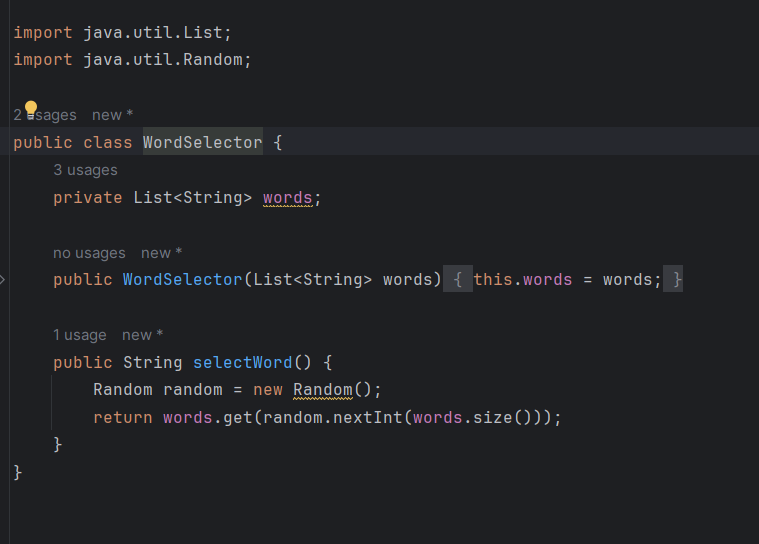 import java.util.List;
import java.util.Random;
2 usages new *
public class WordSelector {
3 usages
private List<String> words;
no usages new *
public WordSelector(List<String> words) { this.words = words; }
1 usage new *
public String selectWord() {
Random random = new Random();
return words.get(random.nextInt(words.size()));
}
}